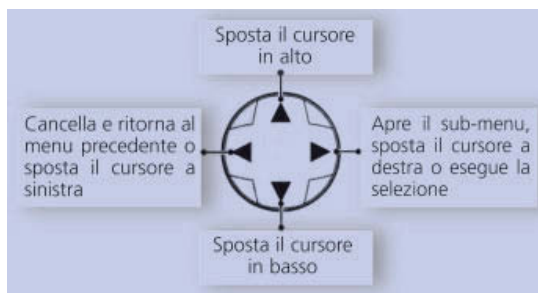 Sposta il cursore
in alto
Cancella e ritorna al
menu precedente o
sposta il cursore a
sinistra
Apre il sub-menu,
sposta il cursore a
destra o esegue la
selezione
Sposta il cursore
in basso